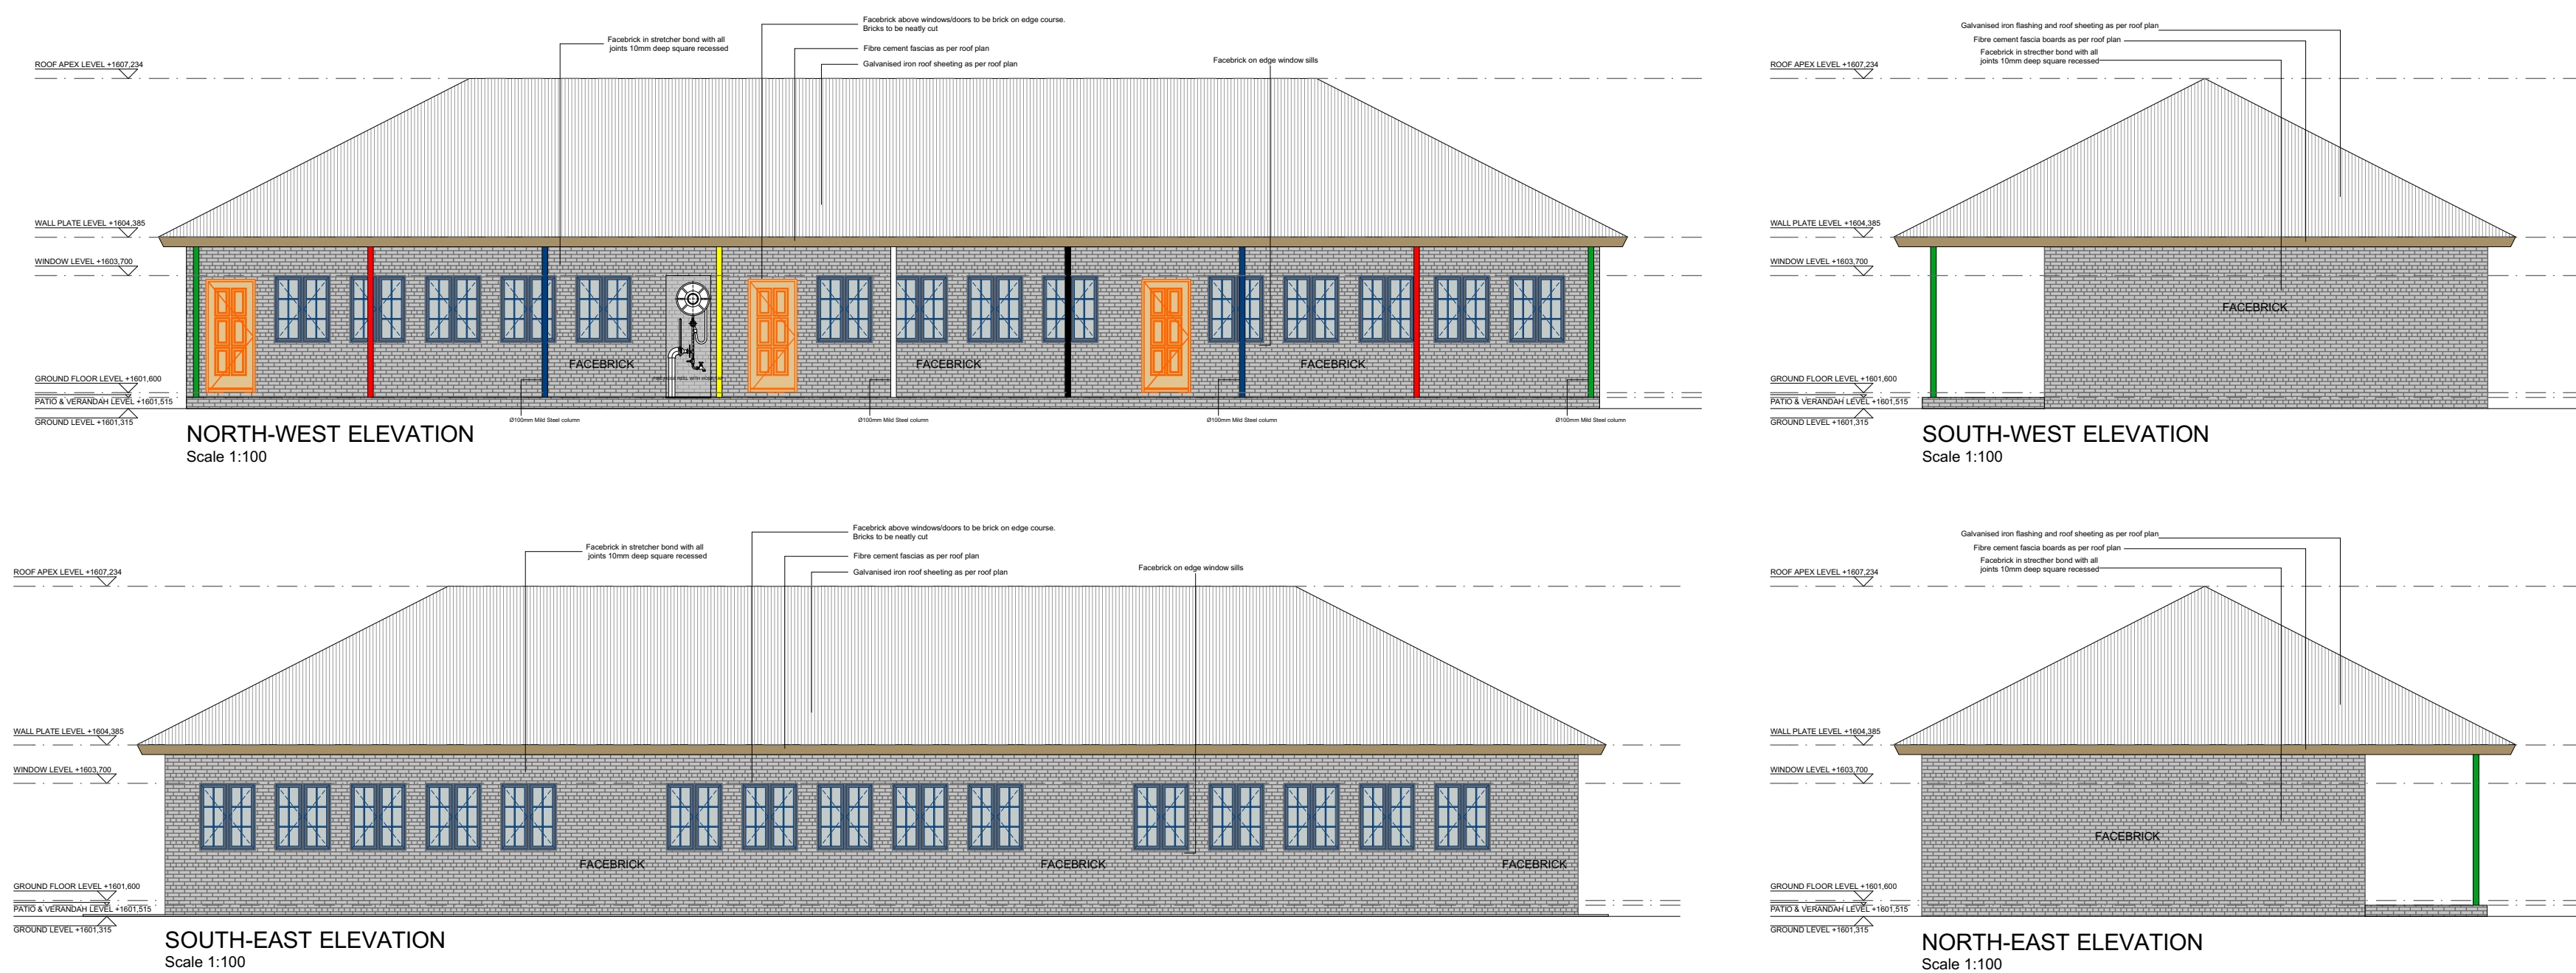 Facebrick above windows/doors to be brick on edge course.
Bricks to be neatly cut
Facebrick in stretcher bond with all
joints 10mm deep square recessed
Fibre cement fascias as per roof plan
Galvanised iron roof sheeting as per roof plan
Facebrick on edge window sills
ROOF APEX LEVEL +1607,234
WALL PLATE LEVEL +1604,385
WINDOW LEVEL +1603,700
GROUND FLOOR LEVEL +1601,600
PATIO & VERANDAH LEVEL +1601,515
GROUND LEVEL +1601,315
FACEBRICK
FACEBRICK
FACEBRICK
Ø100mm Mild Steel column
Ø100mm Mild Steel column
Ø100mm Mild Steel column
Ø100mm Mild Steel column
NORTH-WEST ELEVATION
Scale 1:100
Galvanised iron flashing and roof sheeting as per roof plan
Fibre cement fascia boards as per roof plan
Facebrick in strecther bond with all
joints 10mm deep square recessed
ROOF APEX LEVEL +1607,234
WALL PLATE LEVEL +1604,385
WINDOW LEVEL +1603,700
FACEBRICK
GROUND FLOOR LEVEL +1601,600
PATIO & VERANDAH LEVEL +1601,515
GROUND LEVEL +1601,315
SOUTH-WEST ELEVATION
Scale 1:100
Facebrick above windows/doors to be brick on edge course.
Bricks to be neatly cut
Facebrick in stretcher bond with all
joints 10mm deep square recessed
Fibre cement fascias as per roof plan
Galvanised iron roof sheeting as per roof plan
Facebrick on edge window sills
ROOF APEX LEVEL +1607,234
WALL PLATE LEVEL +1604,385
WINDOW LEVEL +1603,700
FACEBRICK
FACEBRICK
FACEBRICK
GROUND FLOOR LEVEL +1601,600
PATIO & VERANDAH LEVEL +1601,515
GROUND LEVEL +1601,315
SOUTH-EAST ELEVATION
Scale 1:100
Galvanised iron flashing and roof sheeting as per roof plan
Fibre cement fascia boards as per roof plan
Facebrick in strecther bond with all
joints 10mm deep square recessed
ROOF APEX LEVEL +1607,234
WALL PLATE LEVEL +1604,385
WINDOW LEVEL +1603,700
FACEBRICK
GROUND FLOOR LEVEL +1601,600
PATIO & VERANDAH LEVEL +1601,515
GROUND LEVEL +1601,315
NORTH-EAST ELEVATION
Scale 1:100